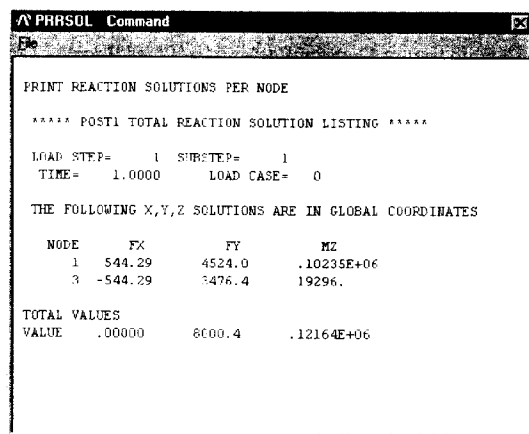 PRRSOL Command
File
PRINT REACTION SOLUTIONS PER NODE
***** POST1 TOTAL REACTION SOLUTION LISTING *****
LOAD STEP= 1 SUBSTEP= 1
TIME= 1.0000 LOAD CASE= 0
THE FOLLOWING X,Y,Z SOLUTIONS ARE IN GLOBAL COORDINATES
NODE FX FY MZ
1 544.29 4524.0 .10235E+06
3 -544.29 3476.4 19296.
TOTAL VALUES
VALUE .00000 8000.4 .12164E+06